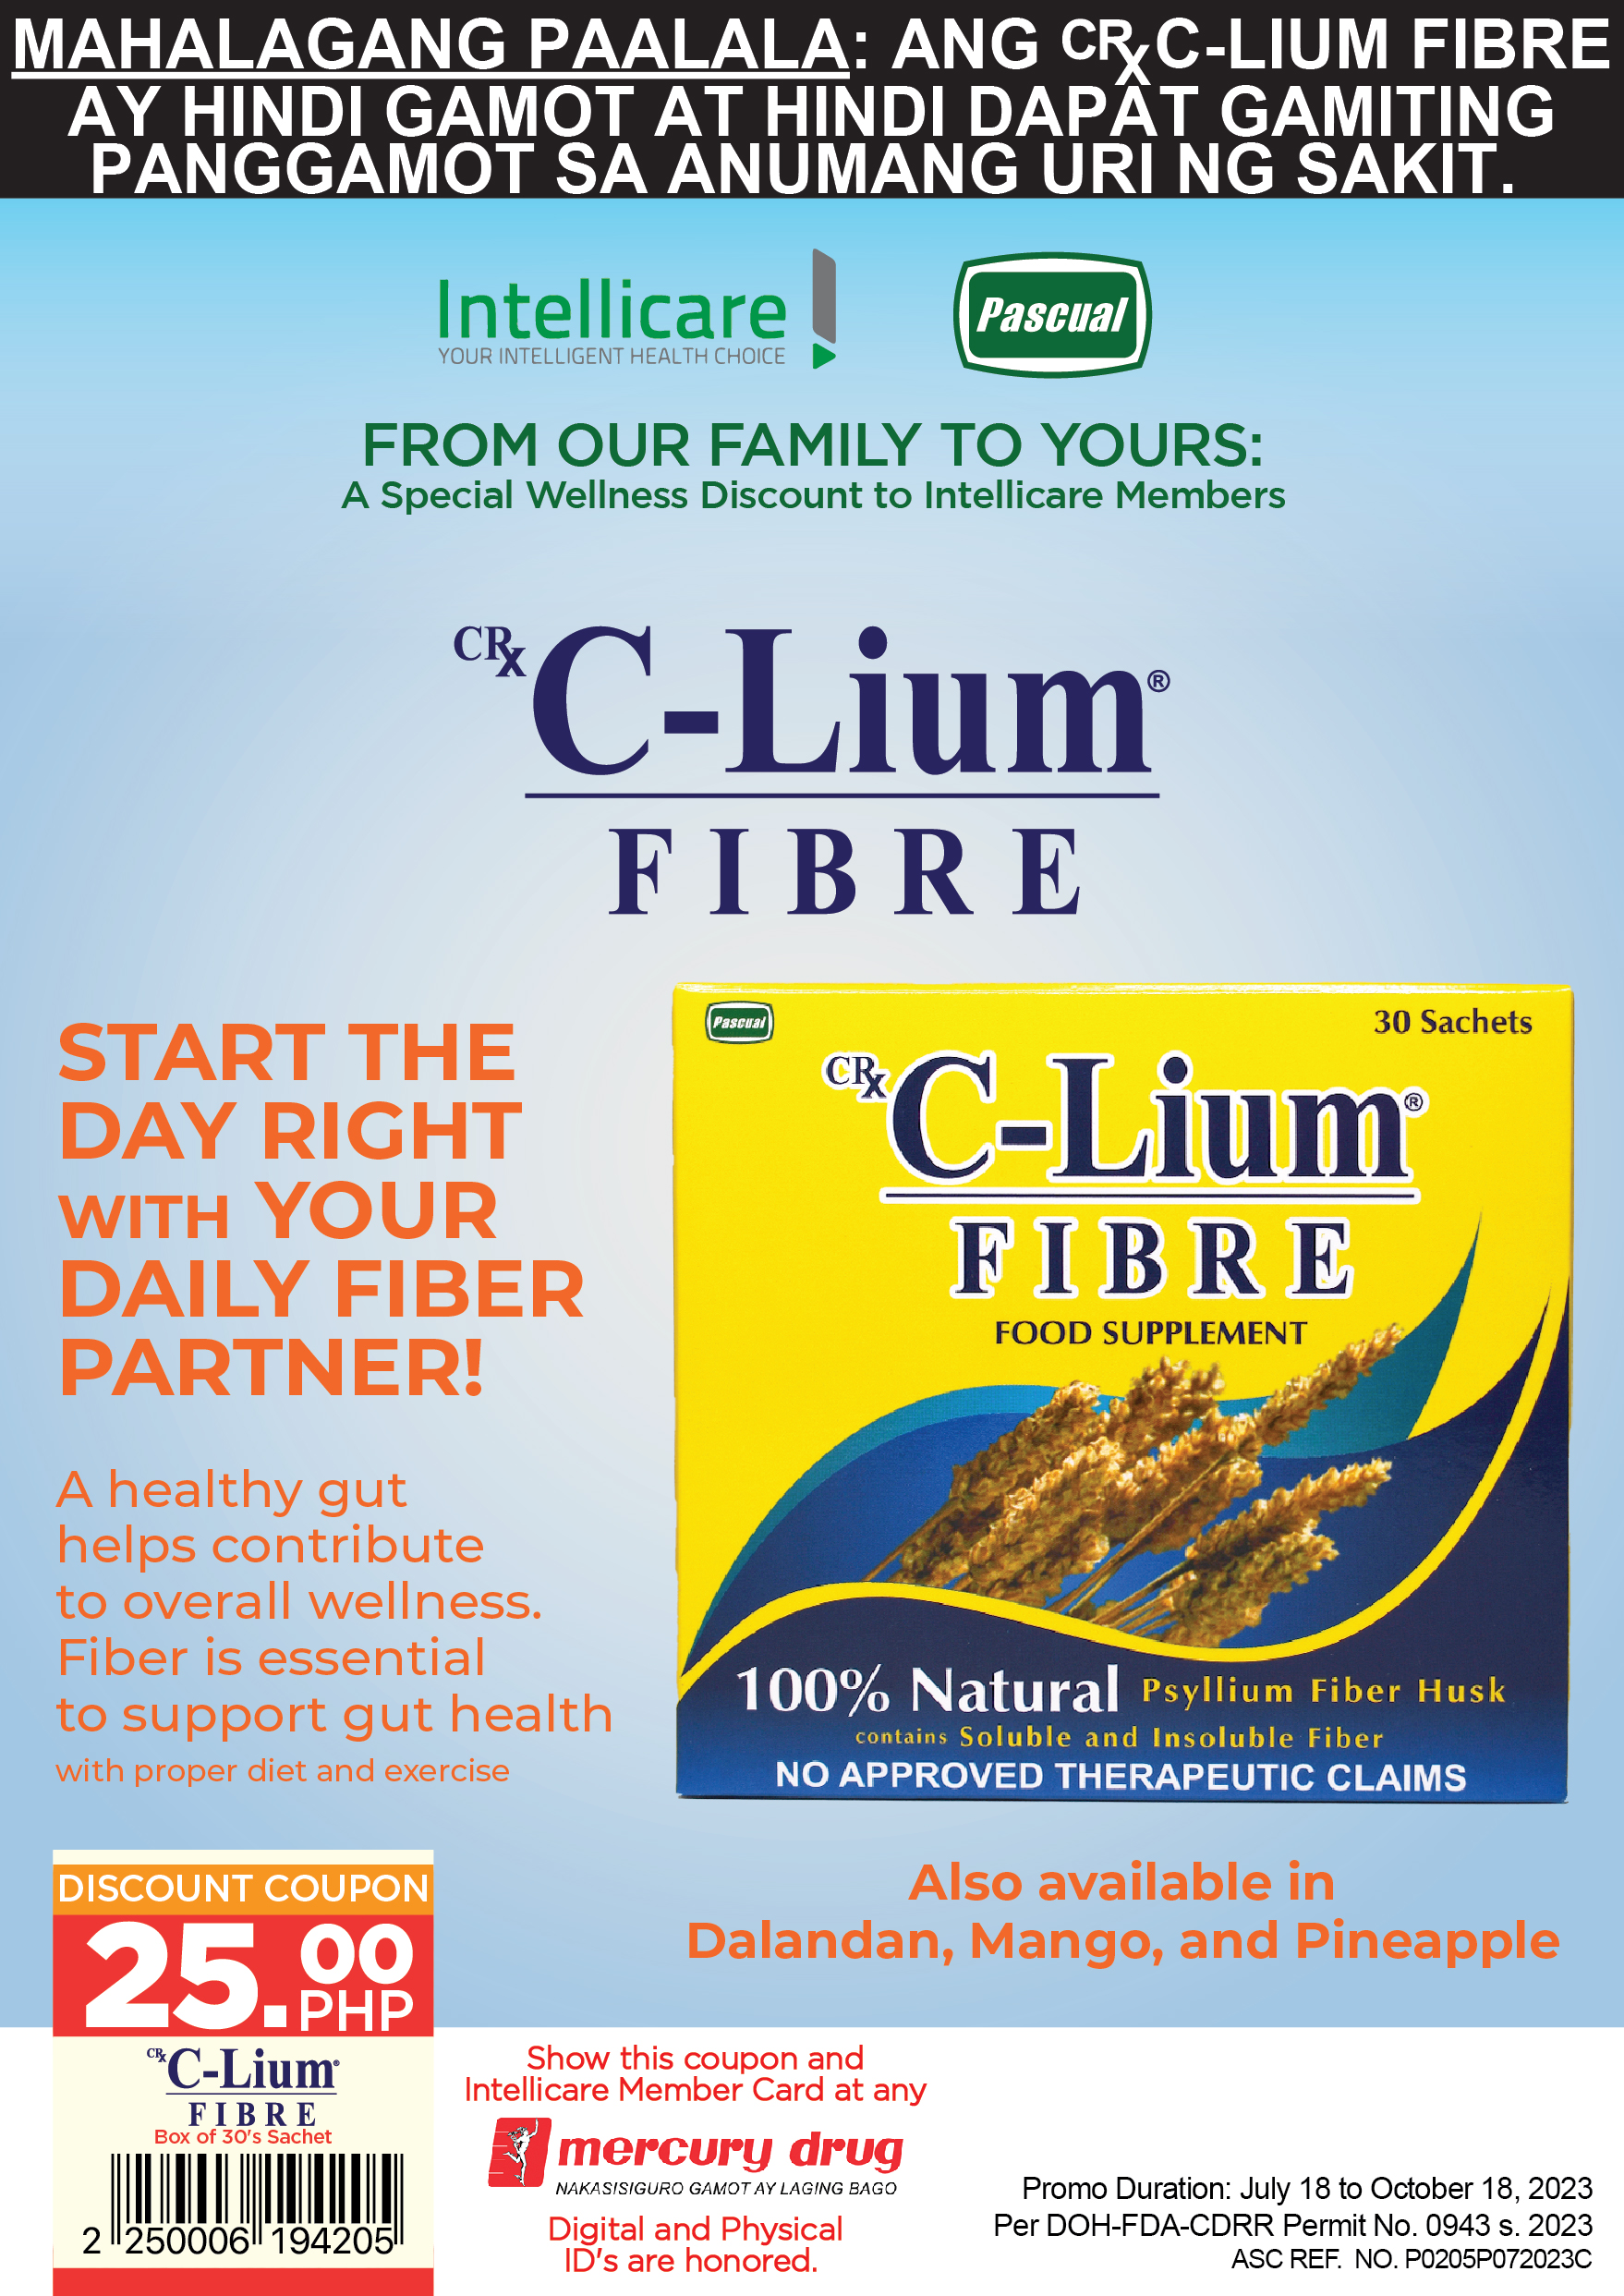 MAHALAGANG PAALALA: ANG CRx C-LIUM FIBRE
AY HINDI GAMOT AT HINDI DAPAT GAMITING
PANGGAMOT SA ANUMANG URI NG SAKIT.
Intellicare
YOUR INTELLIGENT HEALTH CHOICE
Pascual
FROM OUR FAMILY TO YOURS:
A Special Wellness Discount to Intellicare Members
CRx C-Lium®
FIBRE
START THE
DAY RIGHT
WITH YOUR
DAILY FIBER
PARTNER!
A healthy gut
helps contribute
to overall wellness.
Fiber is essential
to support gut health
with proper diet and exercise
Pascual
30 Sachets
CRx C-Lium®
FIBRE
FOOD SUPPLEMENT
100% Natural Psyllium Fiber Husk
contains Soluble and Insoluble Fiber
NO APPROVED THERAPEUTIC CLAIMS
Also available in
Dalandan, Mango, and Pineapple
DISCOUNT COUPON
25.00
PHP
CRx C-Lium®
FIBRE
Box of 30's Sachet
2 250006 194205
Show this coupon and
Intellicare Member Card at any
mercury drug
NAKASISIGURO GAMOT AY LAGING BAGO
Digital and Physical
ID's are honored.
Promo Duration: July 18 to October 18, 2023
Per DOH-FDA-CDRR Permit No. 0943 s. 2023
ASC REF. NO. P0205P072023C